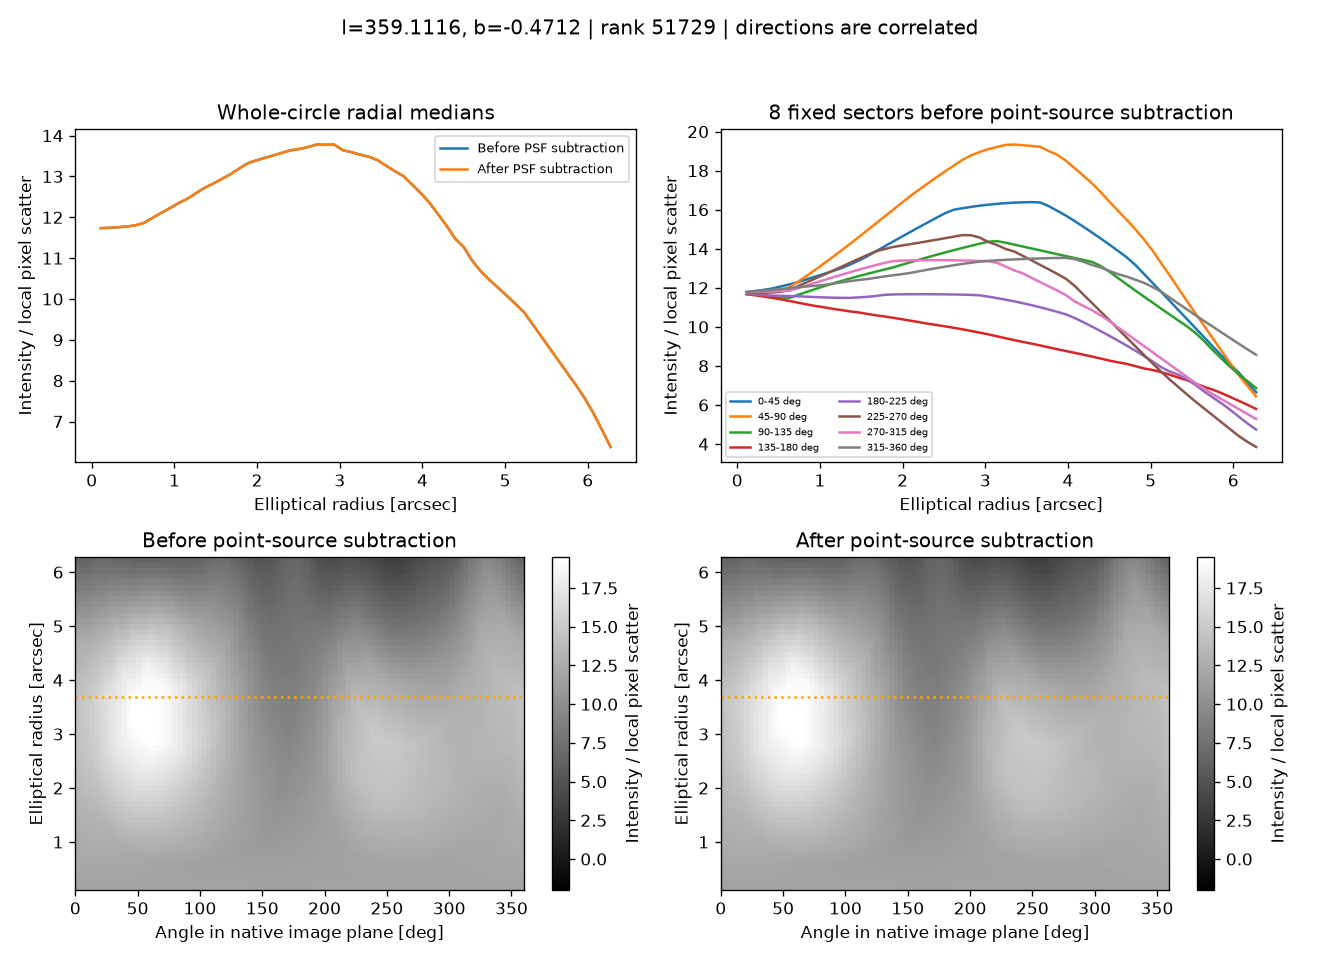 l=359.1116, b=-0.4712 | rank 51729 | directions are correlated
Whole-circle radial medians
14
13
12
11
10
9
8
7
0 1 2 3 4 5 6
Intensity / local pixel scatter
Elliptical radius [arcsec]
Before PSF subtraction
After PSF subtraction
8 fixed sectors before point-source subtraction
20
18
16
14
12
10
8
6
4
0 1 2 3 4 5 6
Intensity / local pixel scatter
Elliptical radius [arcsec]
0-45 deg
45-90 deg
90-135 deg
135-180 deg
180-225 deg
225-270 deg
270-315 deg
315-360 deg
Before point-source subtraction
6
5
4
3
2
1
0 50 100 150 200 250 300 350
Elliptical radius [arcsec]
Angle in native image plane [deg]
17.5
15.0
12.5
10.0
7.5
5.0
2.5
0.0
Intensity / local pixel scatter
After point-source subtraction
6
5
4
3
2
1
0 50 100 150 200 250 300 350
Elliptical radius [arcsec]
Angle in native image plane [deg]
17.5
15.0
12.5
10.0
7.5
5.0
2.5
0.0
Intensity / local pixel scatter